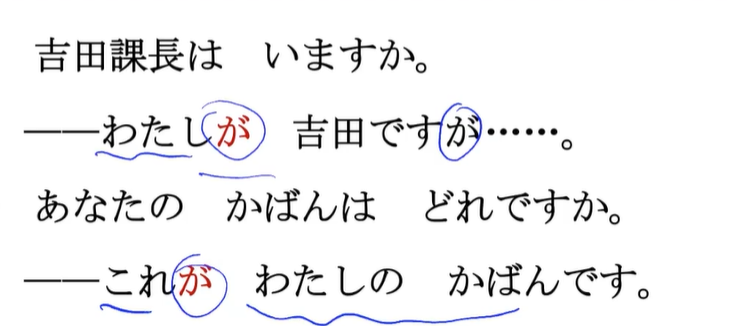 吉田課長は　いますか。
――わたしが　吉田ですが……。
あなたの　かばんは　どれですか。
――これが　わたしの　かばんです。